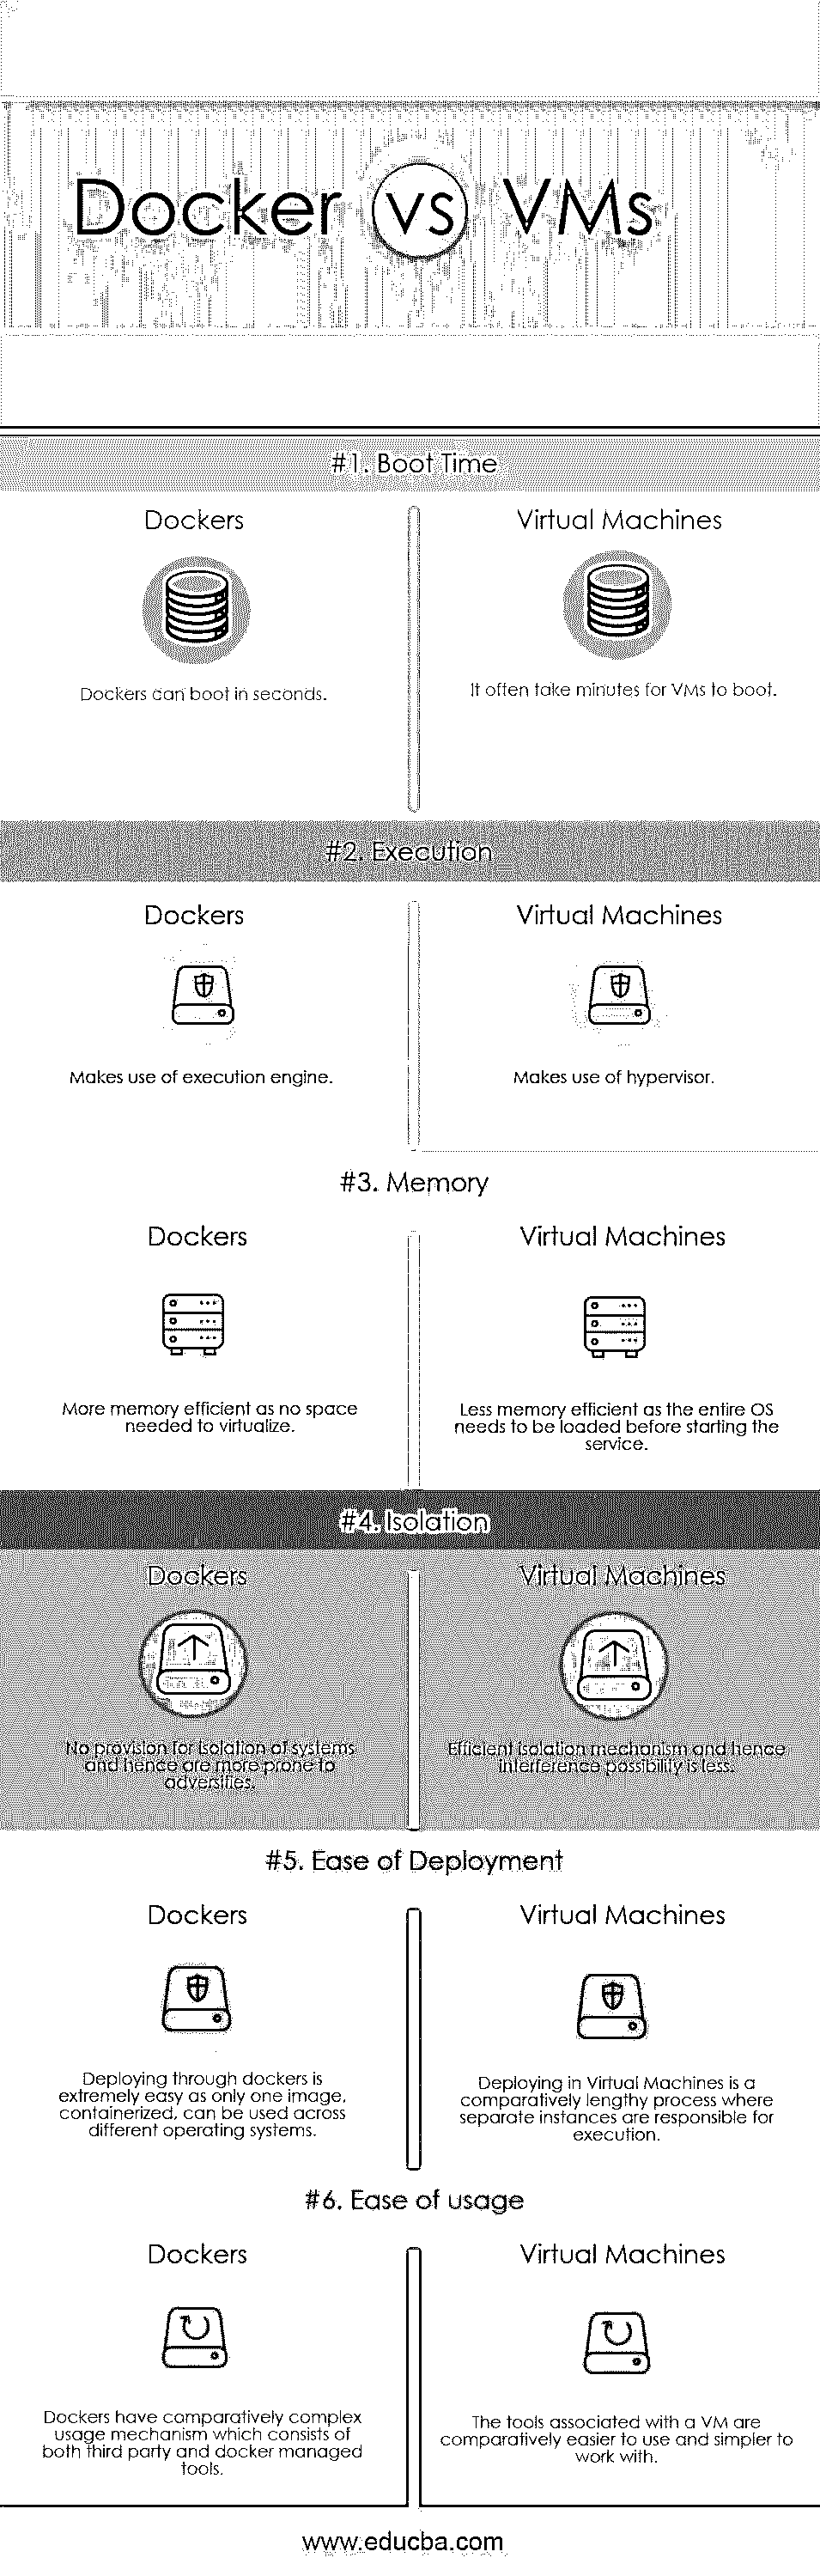 Docker vs VMs
#1. Boot Time
Dockers
Virtual Machines
Dockers can boot in seconds.
It often take minutes for VMs to boot.
#2. Execution
Dockers
Virtual Machines
Makes use of execution engine.
Makes use of hypervisor.
#3. Memory
Dockers
Virtual Machines
More memory efficient as no space
needed to virtualize.
Less memory efficient as the entire OS
needs to be loaded before starting the
service.
#4. Isolation
Dockers
Virtual Machines
No provision for isolation of systems
and hence are more prone to
adversities.
Efficient isolation mechanism and hence
interference possibility is less.
#5. Ease of Deployment
Dockers
Virtual Machines
Deploying through dockers is
extremely easy as only one image,
containerized, can be used across
different operating systems.
Deploying in Virtual Machines is a
comparatively lengthy process where
separate instances are responsible for
execution.
#6. Ease of usage
Dockers
Virtual Machines
Dockers have comparatively complex
usage mechanism which consists of
both third party and docker managed
tools.
The tools associated with a VM are
comparatively easier to use and simpler to
work with.
www.educba.com